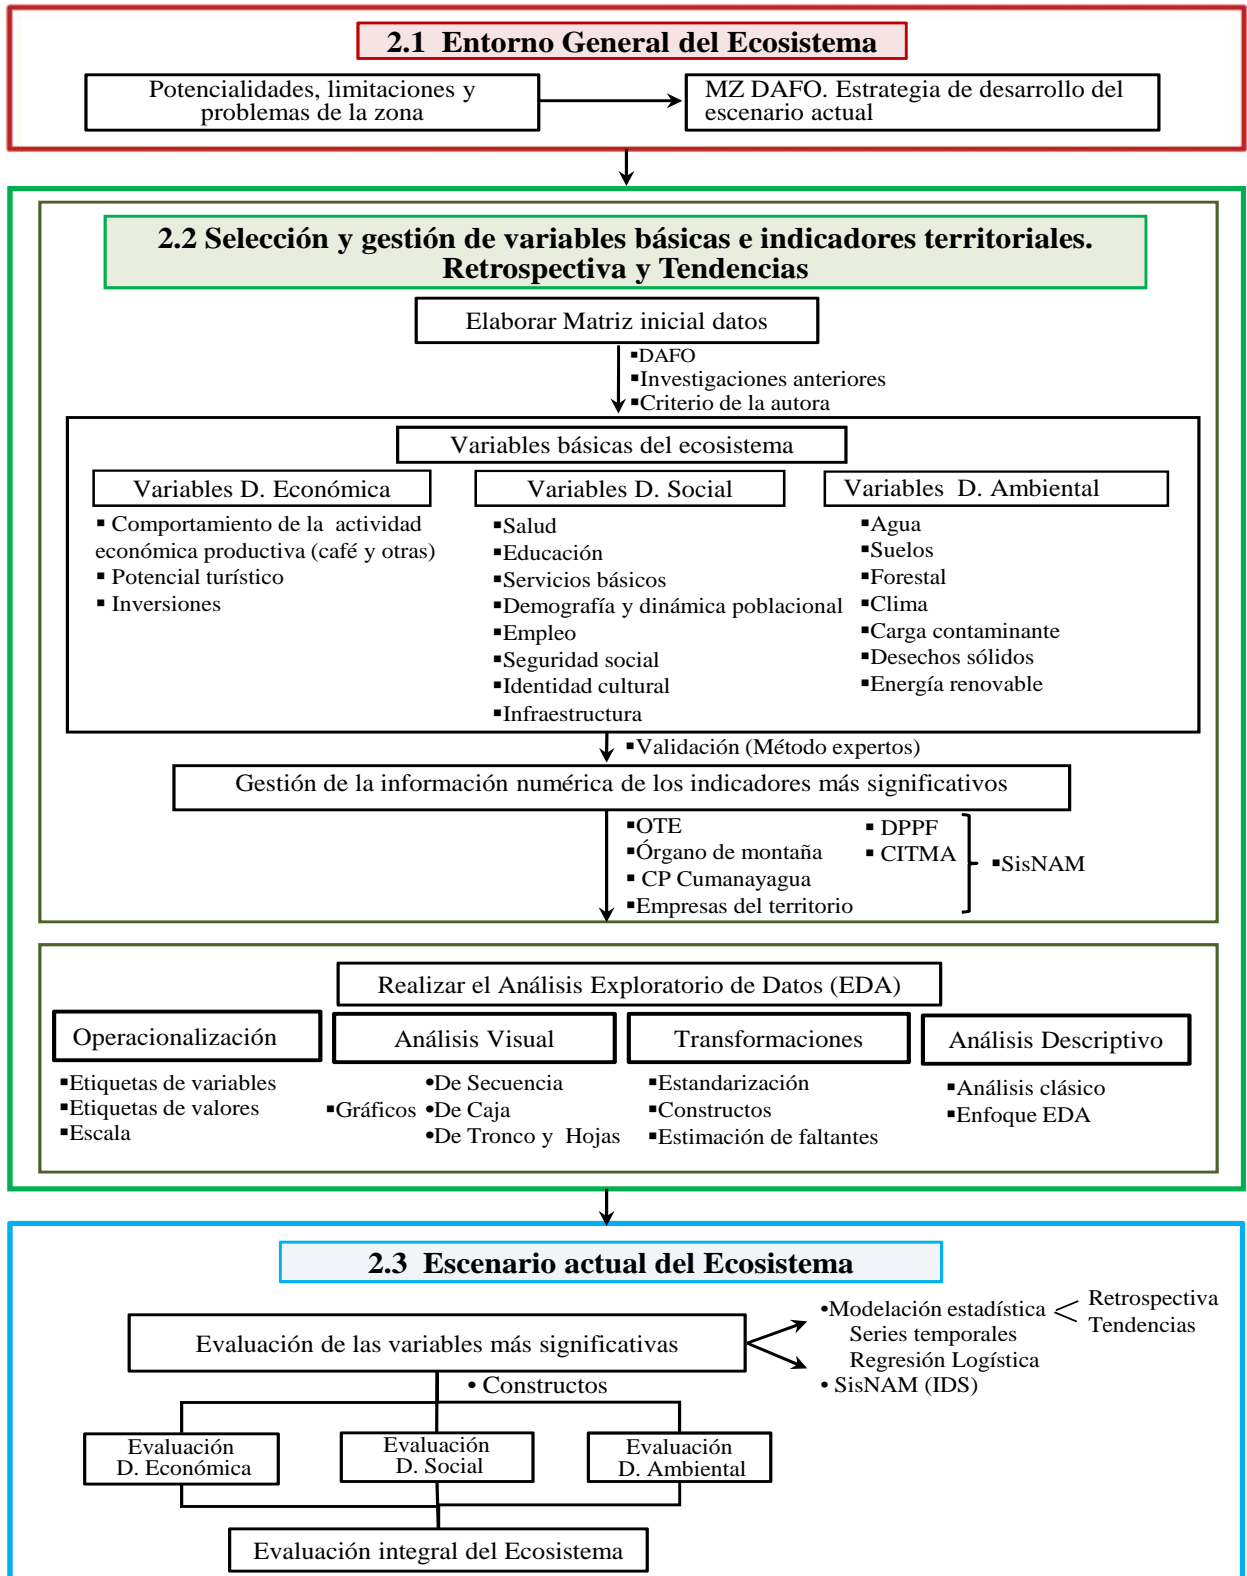 2.1 Entorno General del Ecosistema
Potencialidades, limitaciones y
problemas de la zona
MZ DAFO. Estrategia de desarrollo del
escenario actual
2.2 Selección y gestión de variables básicas e indicadores territoriales.
Retrospectiva y Tendencias
Elaborar Matriz inicial datos
▪DAFO
▪Investigaciones anteriores
▪Criterio de la autora
Variables básicas del ecosistema
Variables D. Económica
▪ Comportamiento de la actividad
económica productiva (café y otras)
▪ Potencial turístico
▪ Inversiones
Variables D. Social
▪Salud
▪Educación
▪Servicios básicos
▪Demografía y dinámica poblacional
▪Empleo
▪Seguridad social
▪Identidad cultural
▪Infraestructura
Variables D. Ambiental
▪Agua
▪Suelos
▪Forestal
▪Clima
▪Carga contaminante
▪Desechos sólidos
▪Energía renovable
▪Validación (Método expertos)
Gestión de la información numérica de los indicadores más significativos
▪OTE
▪Órgano de montaña
▪ CP Cumanayagua
▪Empresas del territorio
▪ DPPF
▪ CITMA
▪SisNAM
Realizar el Análisis Exploratorio de Datos (EDA)
Operacionalización
▪Etiquetas de variables
▪Etiquetas de valores
▪Escala
Análisis Visual
▪Gráficos
•De Secuencia
•De Caja
•De Tronco y Hojas
Transformaciones
▪Estandarización
▪Constructos
▪Estimación de faltantes
Análisis Descriptivo
▪Análisis clásico
▪Enfoque EDA
2.3 Escenario actual del Ecosistema
Evaluación de las variables más significativas
•Modelación estadística
Retrospectiva
Tendencias
Series temporales
Regresión Logística
• SisNAM (IDS)
• Constructos
Evaluación
D. Económica
Evaluación
D. Social
Evaluación
D. Ambiental
Evaluación integral del Ecosistema